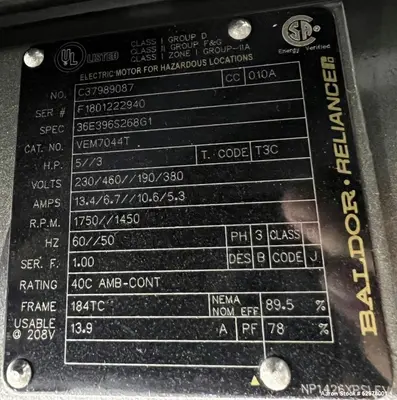 UL LISTED
CLASS I GROUP D
CLASS II GROUP F&G
CLASS I ZONE I GROUP-IIA
Energy Verified
ELECTRIC MOTOR FOR HAZARDOUS LOCATIONS
NO. C37989087 CC 010A
SER # F1801222940
SPEC 36E396S268G1
CAT. NO. VEM7044T
H.P. 5//3 T. CODE T3C
VOLTS 230/460//190/380
AMPS 13.4/6.7//10.6/5.3
R.P.M. 1750//1450
HZ 60//50 PH 3 CLASS
SER. F. 1.00 DES B CODE J
RATING 40C AMB-CONT
FRAME 184TC NEMA NOM EFF 89.5 %
USABLE @ 208V 13.9 A PF 78 %
BALDOR · RELIANCE